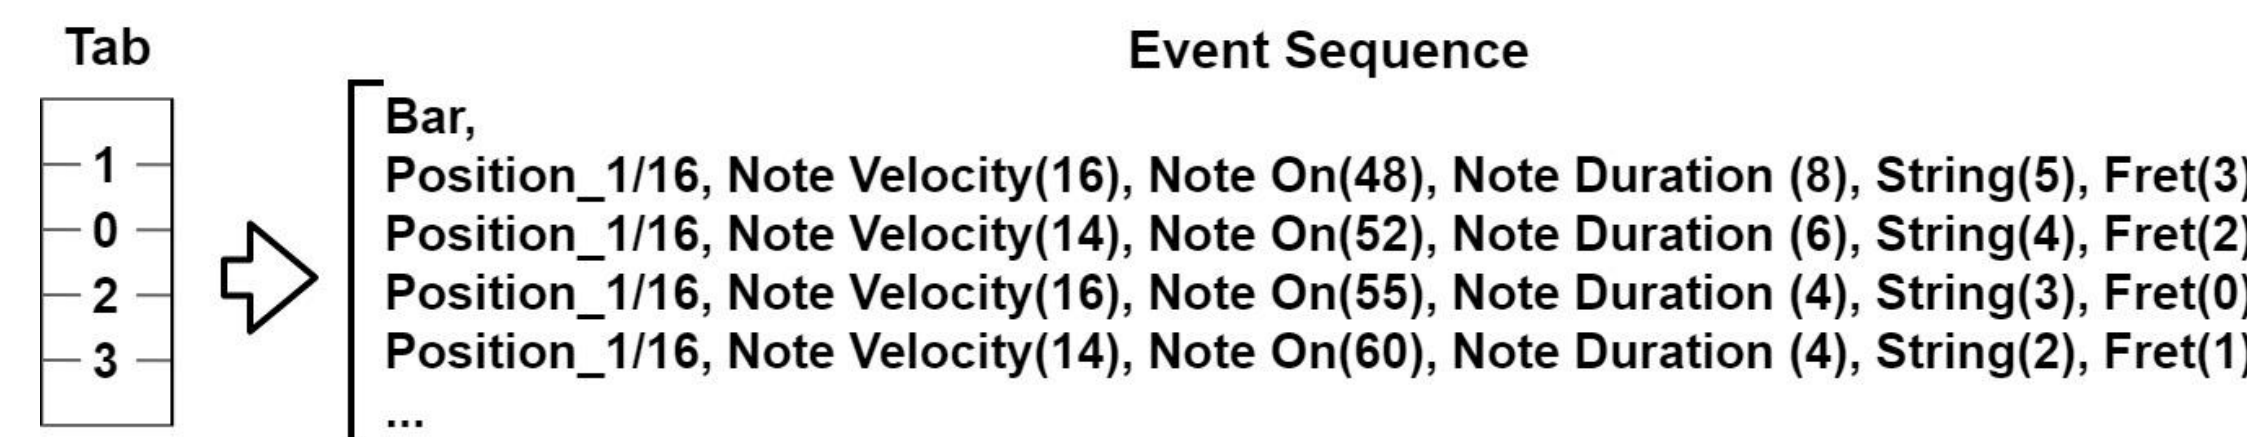 Tab
Event Sequence
1
0
2
3
Bar,
Position_1/16, Note Velocity(16), Note On(48), Note Duration (8), String(5), Fret(3)
Position_1/16, Note Velocity(14), Note On(52), Note Duration (6), String(4), Fret(2)
Position_1/16, Note Velocity(16), Note On(55), Note Duration (4), String(3), Fret(0)
Position_1/16, Note Velocity(14), Note On(60), Note Duration (4), String(2), Fret(1)
...